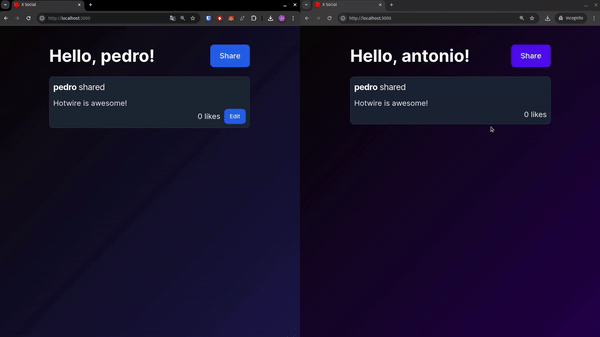 X Social
http://localhost:3000
Hello, pedro!
Share
pedro shared
Hotwire is awesome!
0 likes
Edit
X Social
http://localhost:3000
Incognito
Hello, antonio!
Share
pedro shared
Hotwire is awesome!
0 likes